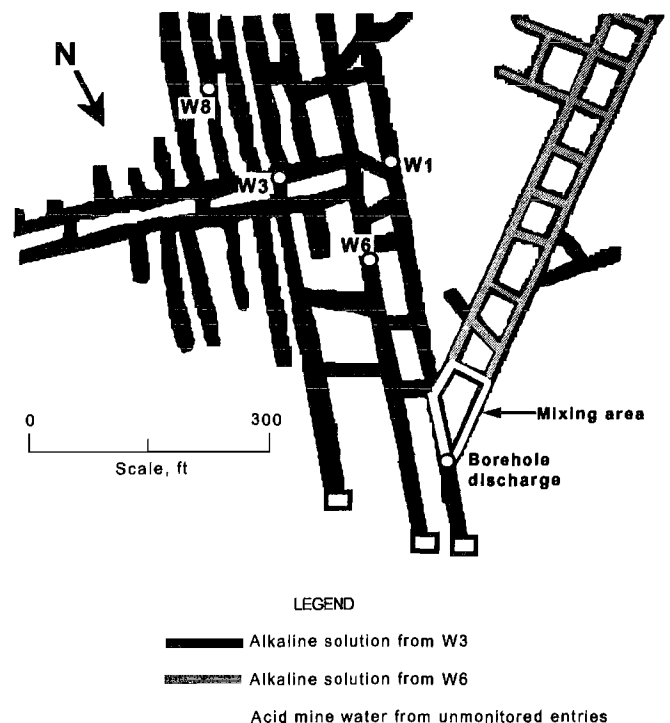 N
W8
W3
W1
W6
0 300
Scale, ft
Mixing area
Borehole
discharge
LEGEND
Alkaline solution from W3
Alkaline solution from W6
Acid mine water from unmonitored entries